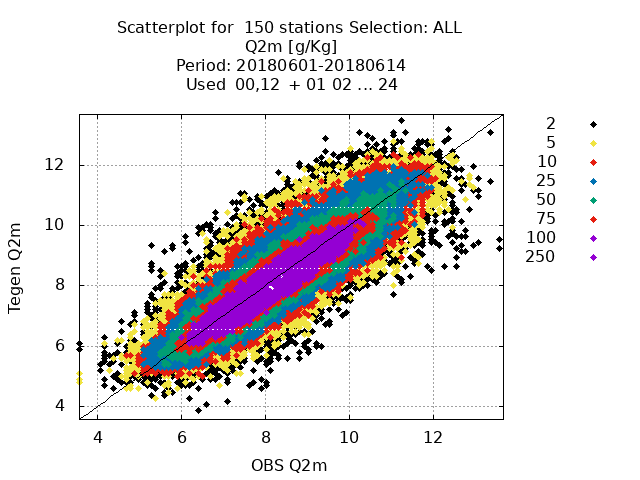 Scatterplot for  150 stations Selection: ALL
Q2m [g/Kg]
Period: 20180601-20180614
Used  00,12  + 01 02 ... 24
2
5
10
25
50
75
100
250
12
10
8
6
4
Tegen Q2m
4 6 8 10 12
OBS Q2m